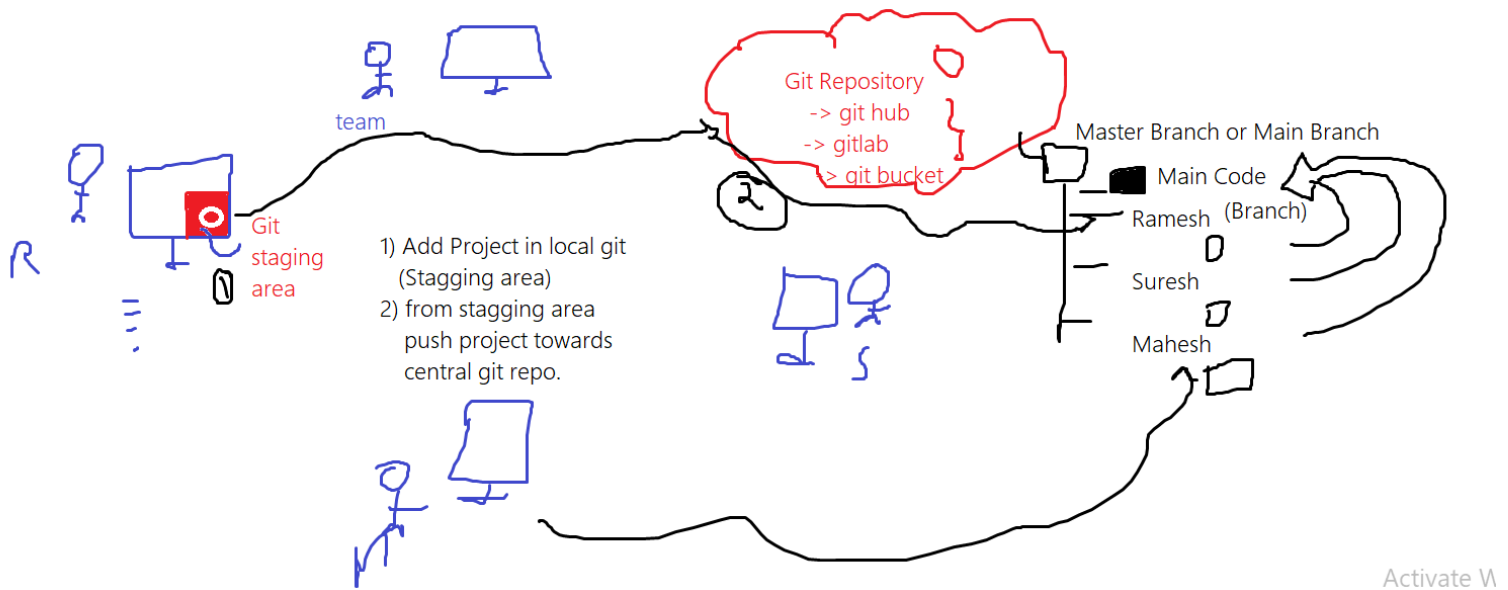 team
Git Repository
-> git hub
-> gitlab
-> git bucket
Master Branch or Main Branch
Main Code
(Branch)
Ramesh
Suresh
Mahesh
2
R
Git
staging
area
1
1) Add Project in local git
(Stagging area)
2) from stagging area
push project towards
central git repo.
S
M
Activate W